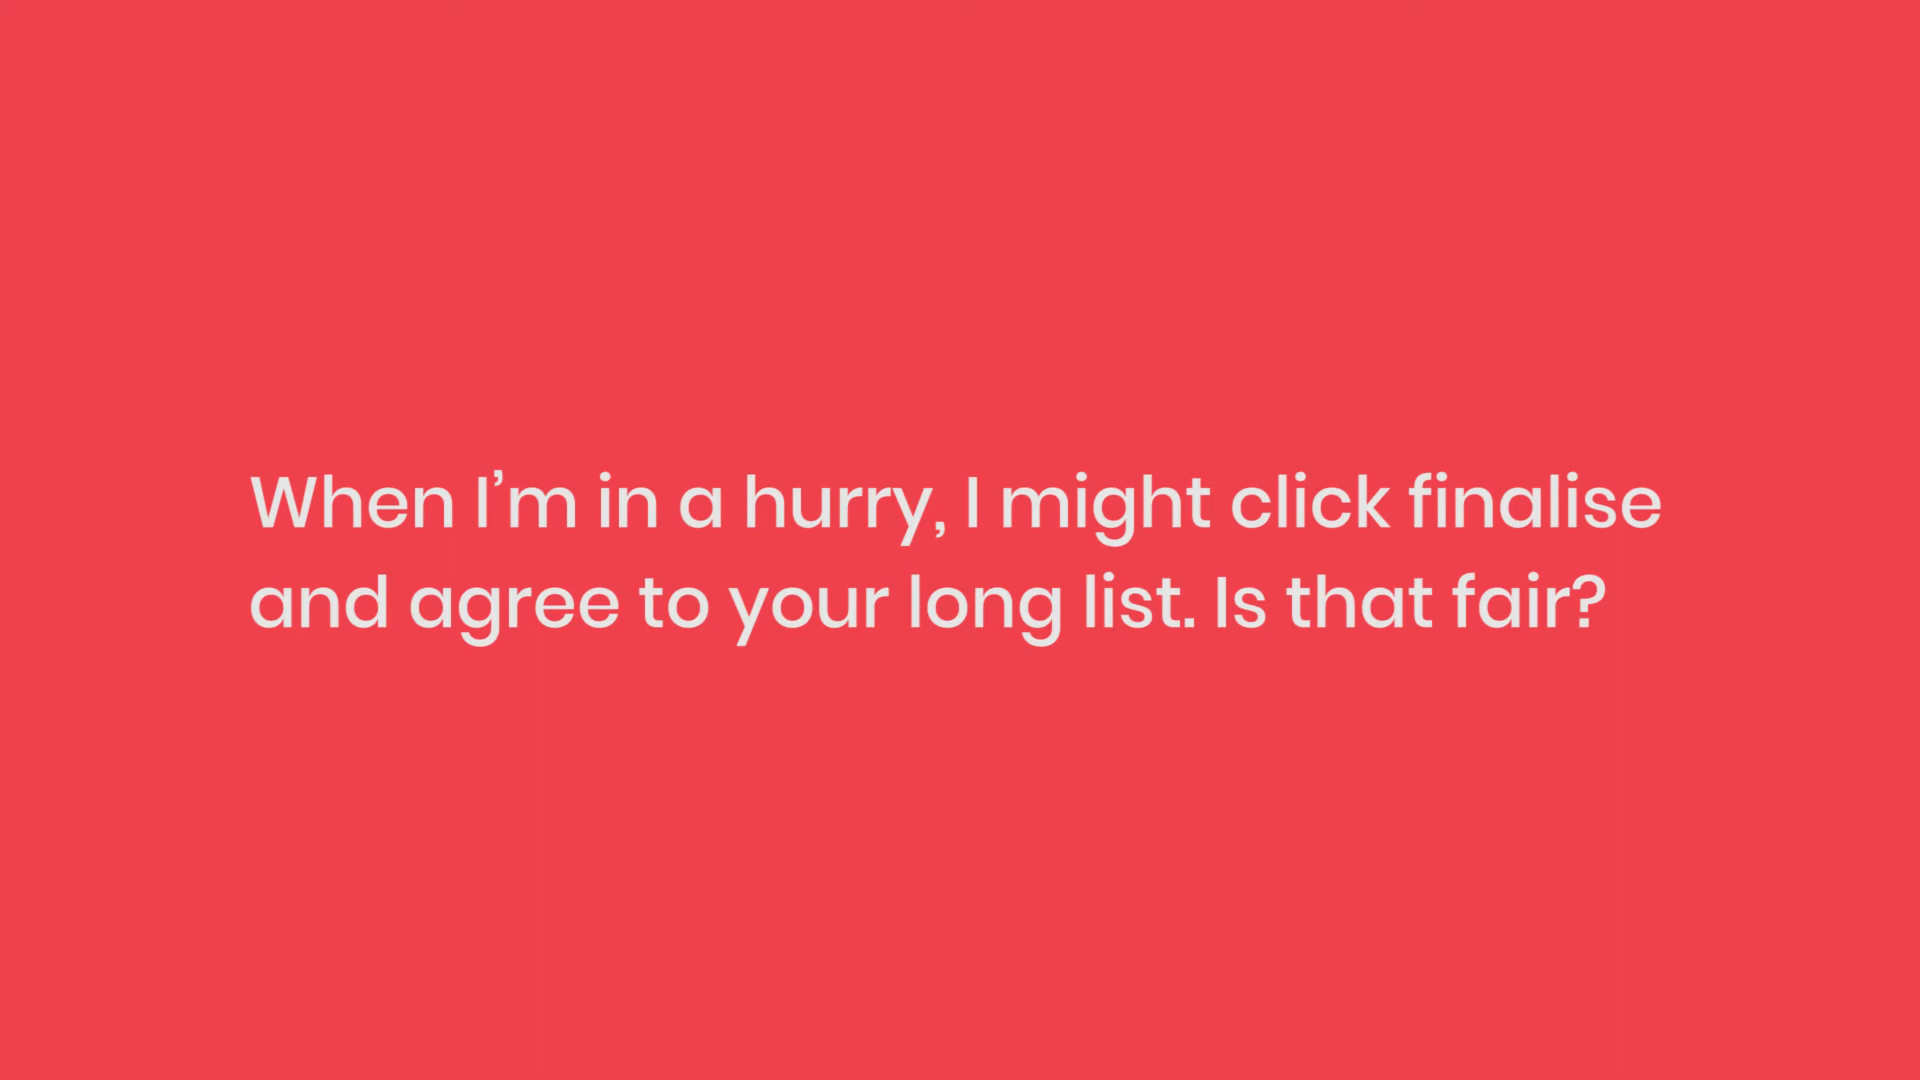 When I’m in a hurry, I might click finalise
and agree to your long list. Is that fair?